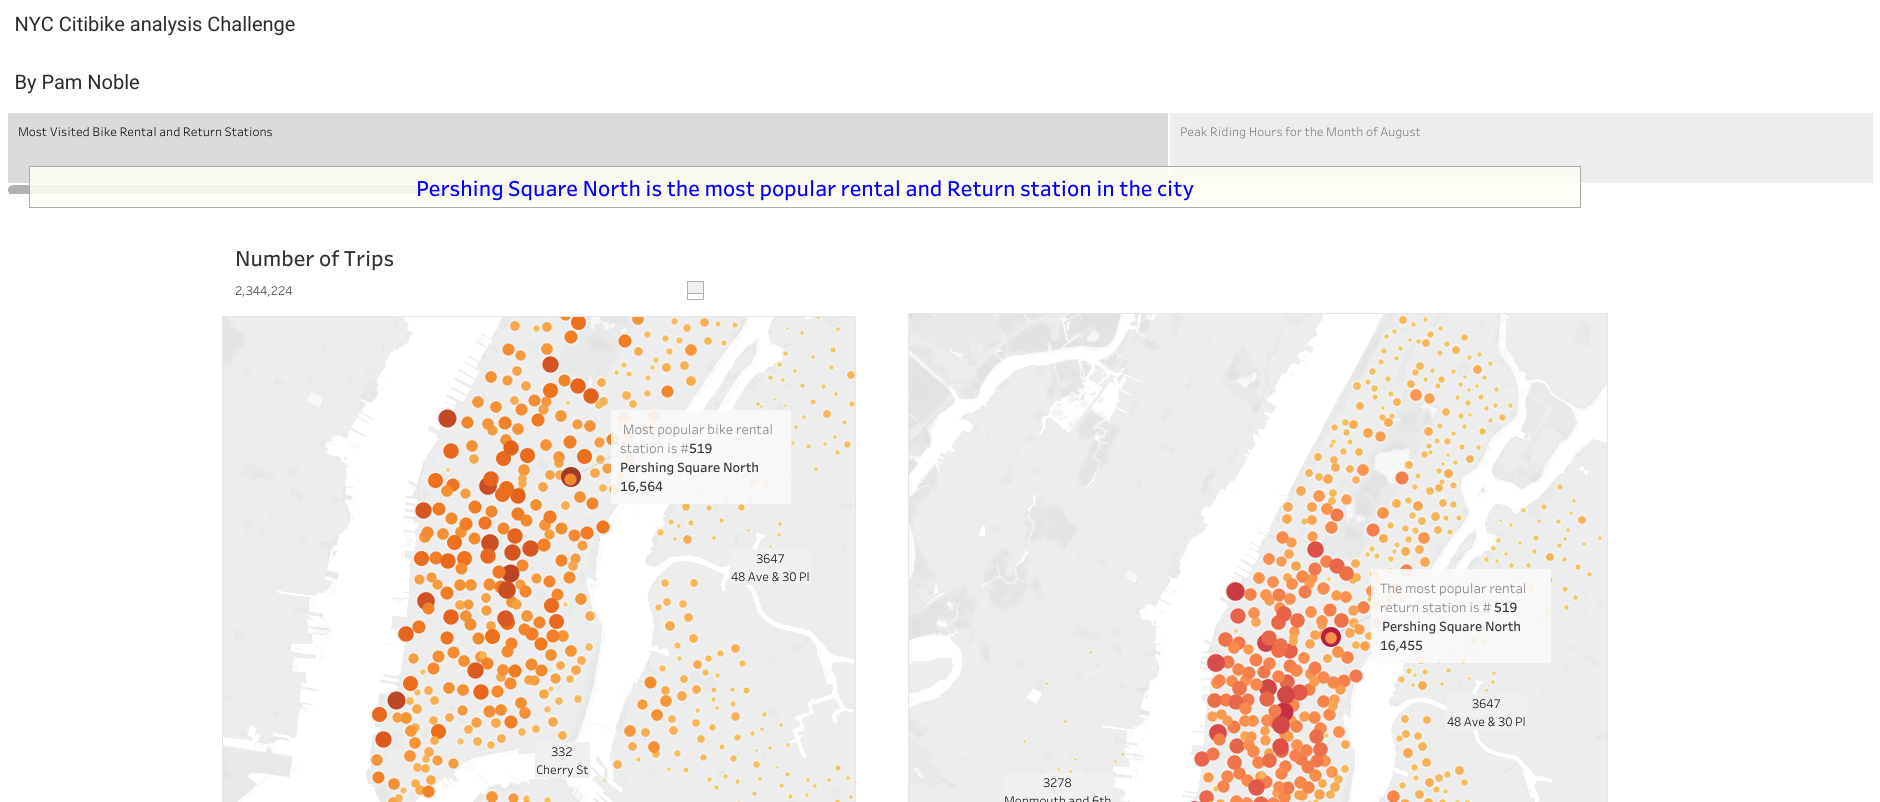 NYC Citibike analysis Challenge
By Pam Noble
Most Visited Bike Rental and Return Stations
Peak Riding Hours for the Month of August
Pershing Square North is the most popular rental and Return station in the city
Number of Trips
2,344,224
Most popular bike rental
station is #519
Pershing Square North
16,564
3647
48 Ave & 30 Pl
332
Cherry St
The most popular rental
return station is # 519
Pershing Square North
16,455
3647
48 Ave & 30 Pl
3278
Monmouth and 6th